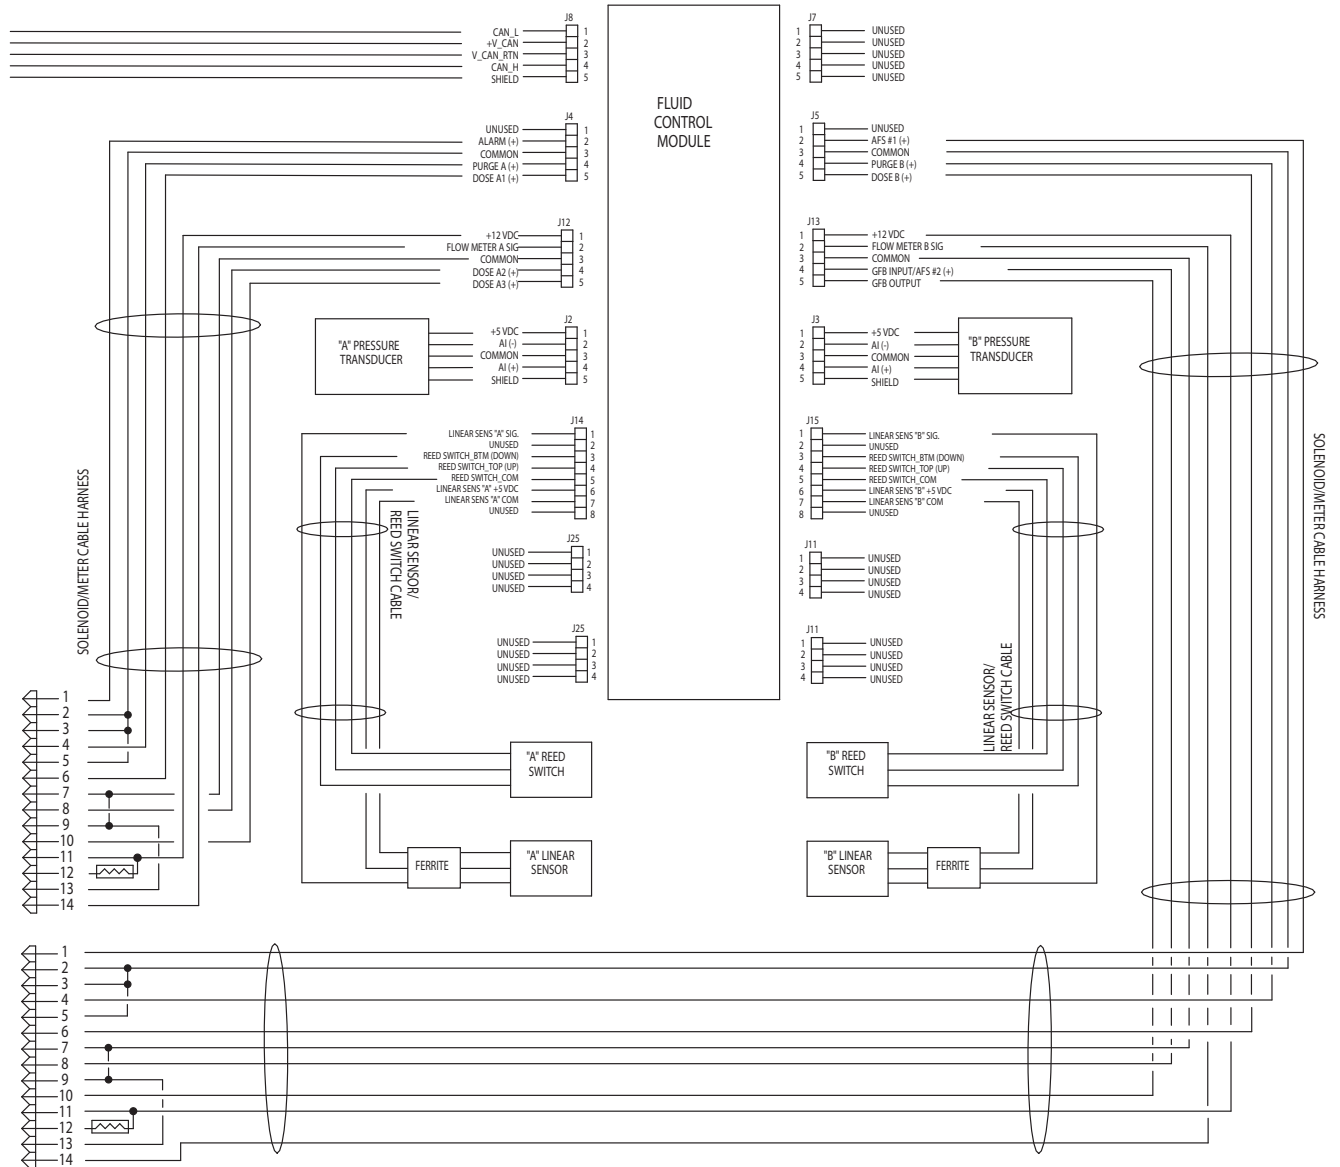 J8
CAN_L 1
+V_CAN 2
V_CAN_RTN 3
CAN_H 4
SHIELD 5
J4
UNUSED 1
ALARM (+) 2
COMMON 3
PURGE A (+) 4
DOSE A1 (+) 5
J12
+12 VDC 1
FLOW METER A SIG 2
COMMON 3
DOSE A2 (+) 4
DOSE A3 (+) 5
"A" PRESSURE
TRANSDUCER
J2
+5 VDC 1
AI (-) 2
COMMON 3
AI (+) 4
SHIELD 5
J14
LINEAR SENS "A" SIG. 1
UNUSED 2
REED SWITCH_BTM (DOWN) 3
REED SWITCH_TOP (UP) 4
REED SWITCH_COM 5
LINEAR SENS "A" +5 VDC 6
LINEAR SENS "A" COM 7
UNUSED 8
J25
UNUSED 1
UNUSED 2
UNUSED 3
UNUSED 4
J25
UNUSED 1
UNUSED 2
UNUSED 3
UNUSED 4
FLUID
CONTROL
MODULE
J7
1 UNUSED
2 UNUSED
3 UNUSED
4 UNUSED
5 UNUSED
J5
1 UNUSED
2 AFS #1 (+)
3 COMMON
4 PURGE B (+)
5 DOSE B (+)
J13
1 +12 VDC
2 FLOW METER B SIG
3 COMMON
4 GFB INPUT/AFS #2 (+)
5 GFB OUTPUT
J3
1 +5 VDC
2 AI (-)
3 COMMON
4 AI (+)
5 SHIELD
"B" PRESSURE
TRANSDUCER
J15
1 LINEAR SENS "B" SIG.
2 UNUSED
3 REED SWITCH_BTM (DOWN)
4 REED SWITCH_TOP (UP)
5 REED SWITCH_COM
6 LINEAR SENS "B" +5 VDC
7 LINEAR SENS "B" COM
8 UNUSED
J11
1 UNUSED
2 UNUSED
3 UNUSED
4 UNUSED
J11
1 UNUSED
2 UNUSED
3 UNUSED
4 UNUSED
SOLENOID/METER CABLE HARNESS
LINEAR SENSOR/
REED SWITCH CABLE
LINEAR SENSOR/
REED SWITCH CABLE
SOLENOID/METER CABLE HARNESS
"A" REED
SWITCH
"B" REED
SWITCH
FERRITE
"A" LINEAR
SENSOR
"B" LINEAR
SENSOR
FERRITE
1
2
3
4
5
6
7
8
9
10
11
12
13
14
1
2
3
4
5
6
7
8
9
10
11
12
13
14